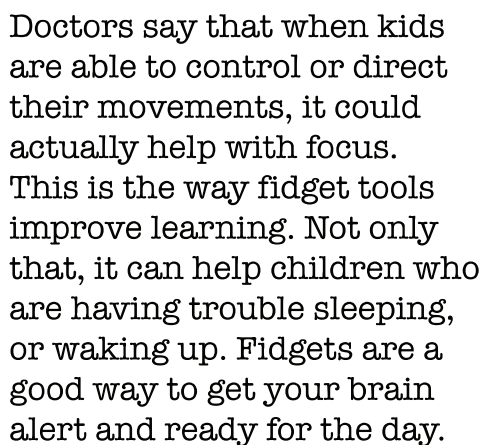 Doctors say that when kids
are able to control or direct
their movements, it could
actually help with focus.
This is the way fidget tools
improve learning. Not only
that, it can help children who
are having trouble sleeping,
or waking up. Fidgets are a
good way to get your brain
alert and ready for the day.